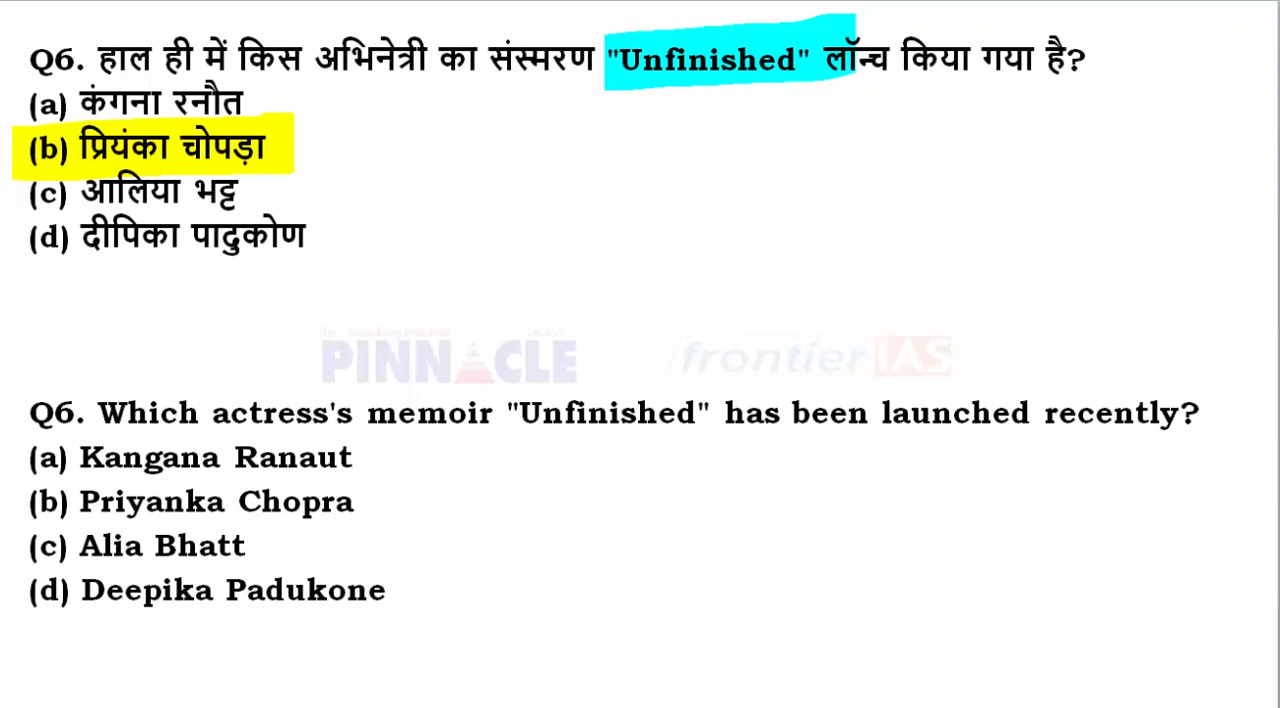 Q6. हाल ही में किस अभिनेत्री का संस्मरण "Unfinished" लॉन्च किया गया है?
(a) कंगना रनौत
(b) प्रियंका चोपड़ा
(c) आलिया भट्ट
(d) दीपिका पादुकोण
PINNACLE frontier IAS
Q6. Which actress's memoir "Unfinished" has been launched recently?
(a) Kangana Ranaut
(b) Priyanka Chopra
(c) Alia Bhatt
(d) Deepika Padukone